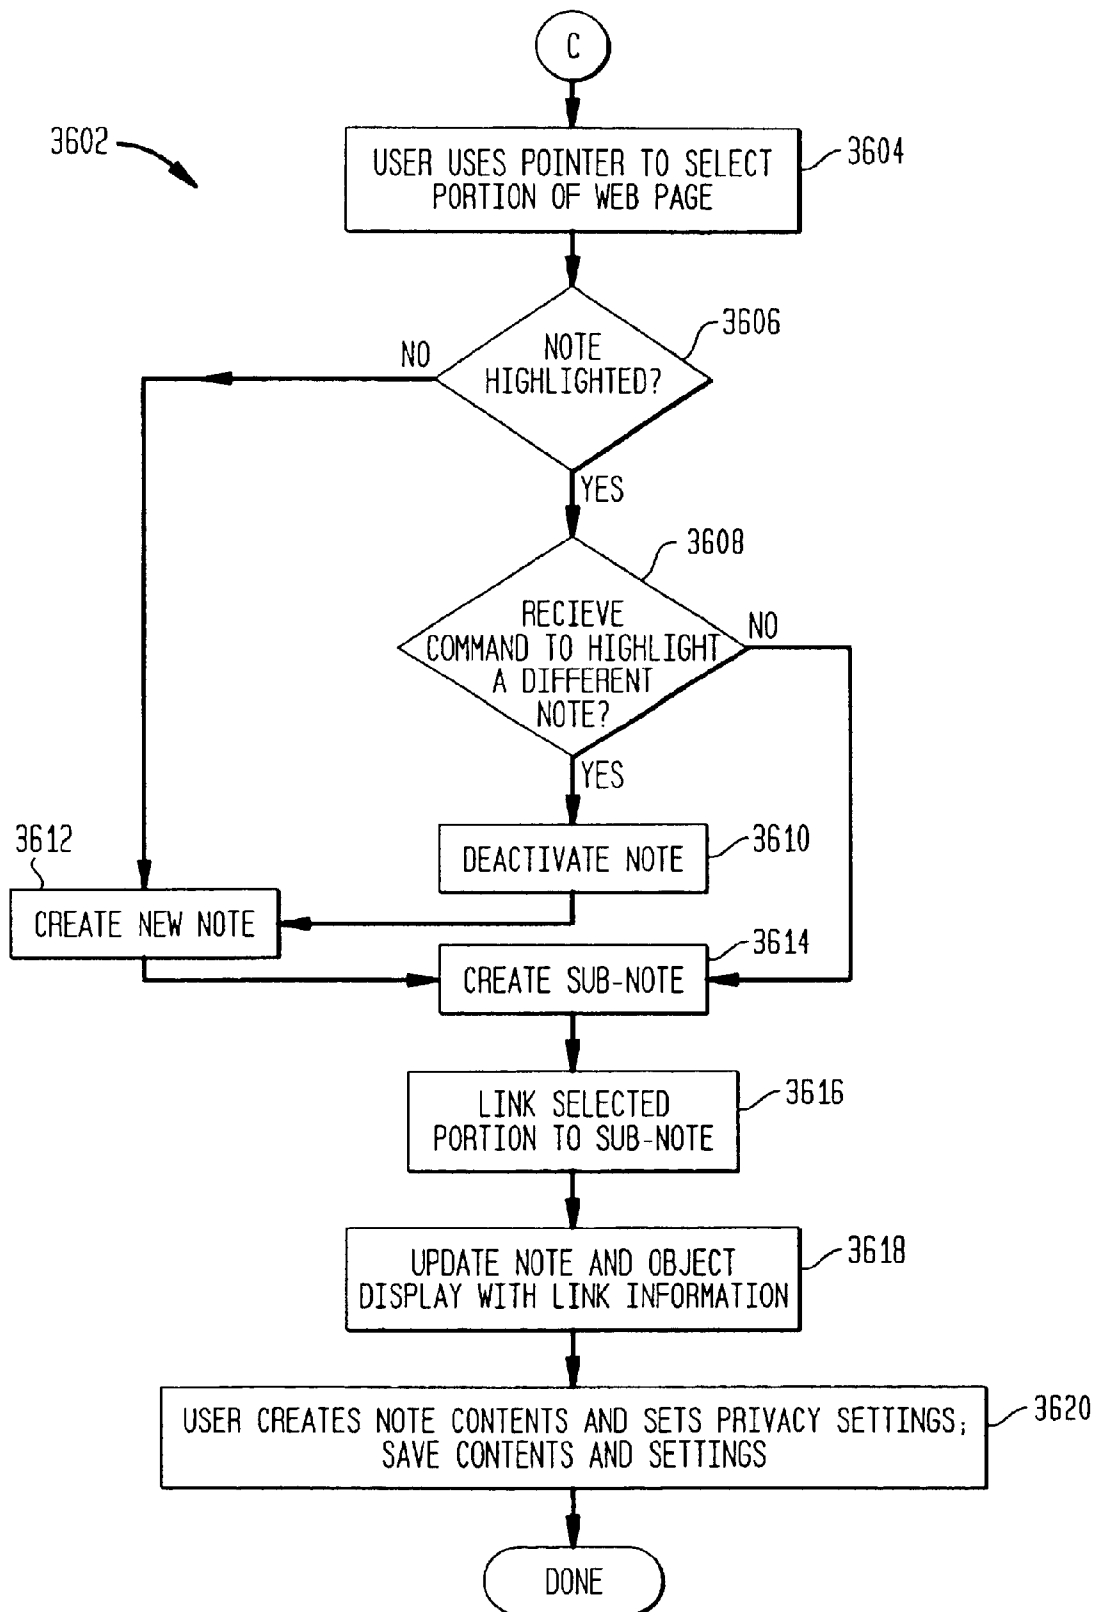 C
3602
USER USES POINTER TO SELECT
PORTION OF WEB PAGE
3604
NOTE
HIGHLIGHTED?
3606
NO
YES
RECIEVE
COMMAND TO HIGHLIGHT
A DIFFERENT
NOTE?
3608
NO
YES
DEACTIVATE NOTE
3610
3612
CREATE NEW NOTE
CREATE SUB-NOTE
3614
LINK SELECTED
PORTION TO SUB-NOTE
3616
UPDATE NOTE AND OBJECT
DISPLAY WITH LINK INFORMATION
3618
USER CREATES NOTE CONTENTS AND SETS PRIVACY SETTINGS;
SAVE CONTENTS AND SETTINGS
3620
DONE